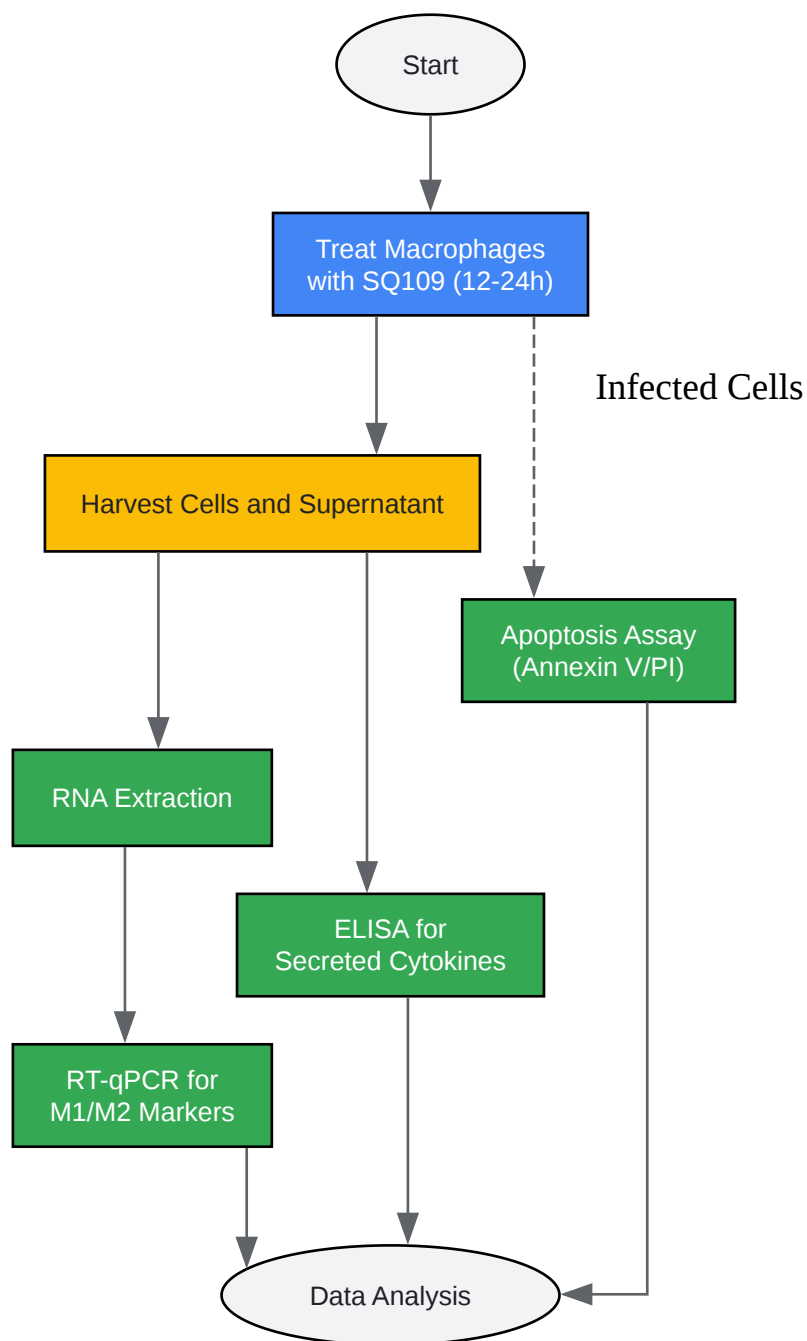 Start
Treat Macrophages
with SQ109 (12-24h)
Infected Cells
Harvest Cells and Supernatant
Apoptosis Assay
(Annexin V/PI)
RNA Extraction
ELISA for
Secreted Cytokines
RT-qPCR for
M1/M2 Markers
Data Analysis